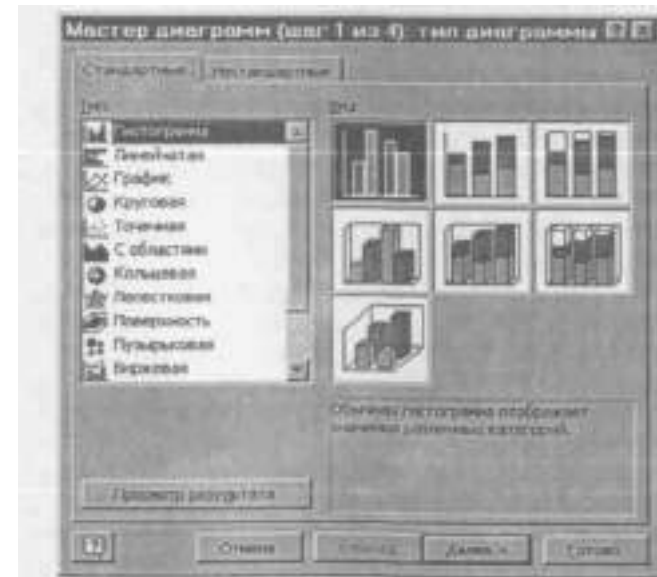 Мастер диаграмм (шаг 1 из 4): тип диаграммы
Стандартные Нестандартные
Тип:
Вид:
Гистограмма
Линейчатая
График
Круговая
Точечная
С областями
Кольцевая
Лепестковая
Поверхность
Пузырьковая
Биржевая
Обычная гистограмма отображает
значения различных категорий.
Просмотр результата
Отмена < Назад Далее > Готово